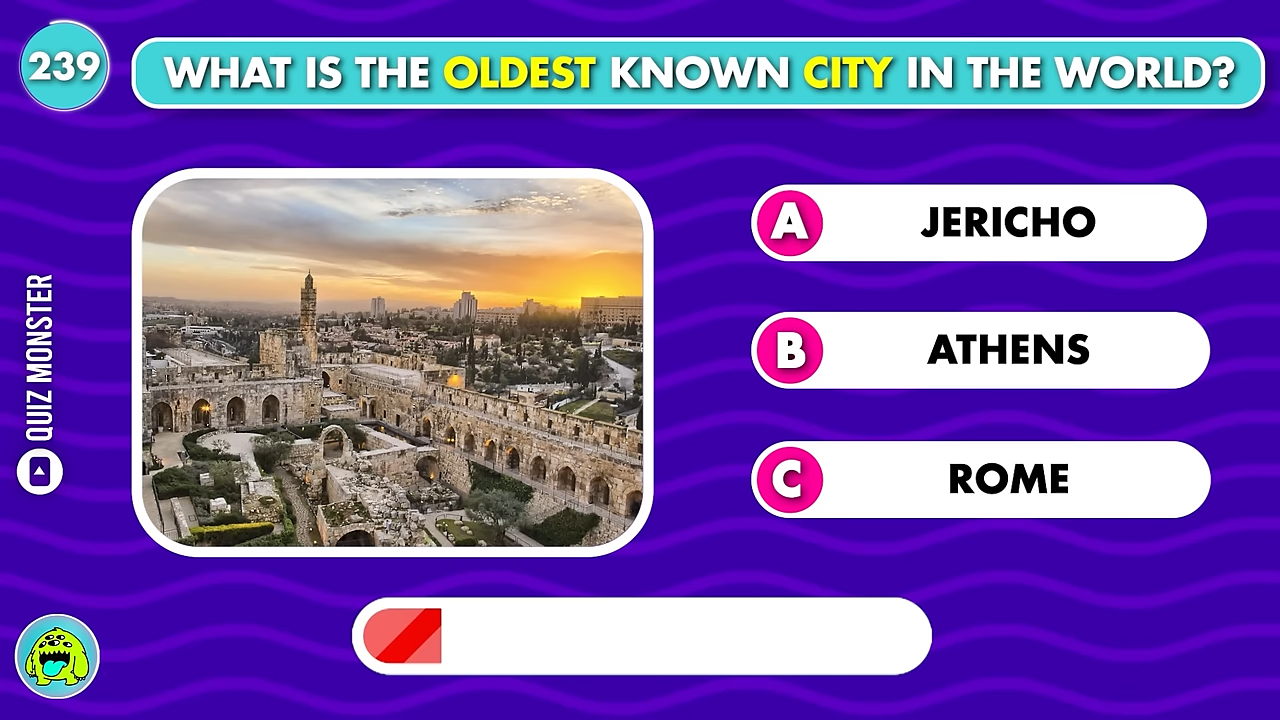 239
WHAT IS THE OLDEST KNOWN CITY IN THE WORLD?
A JERICHO
B ATHENS
C ROME
QUIZ MONSTER